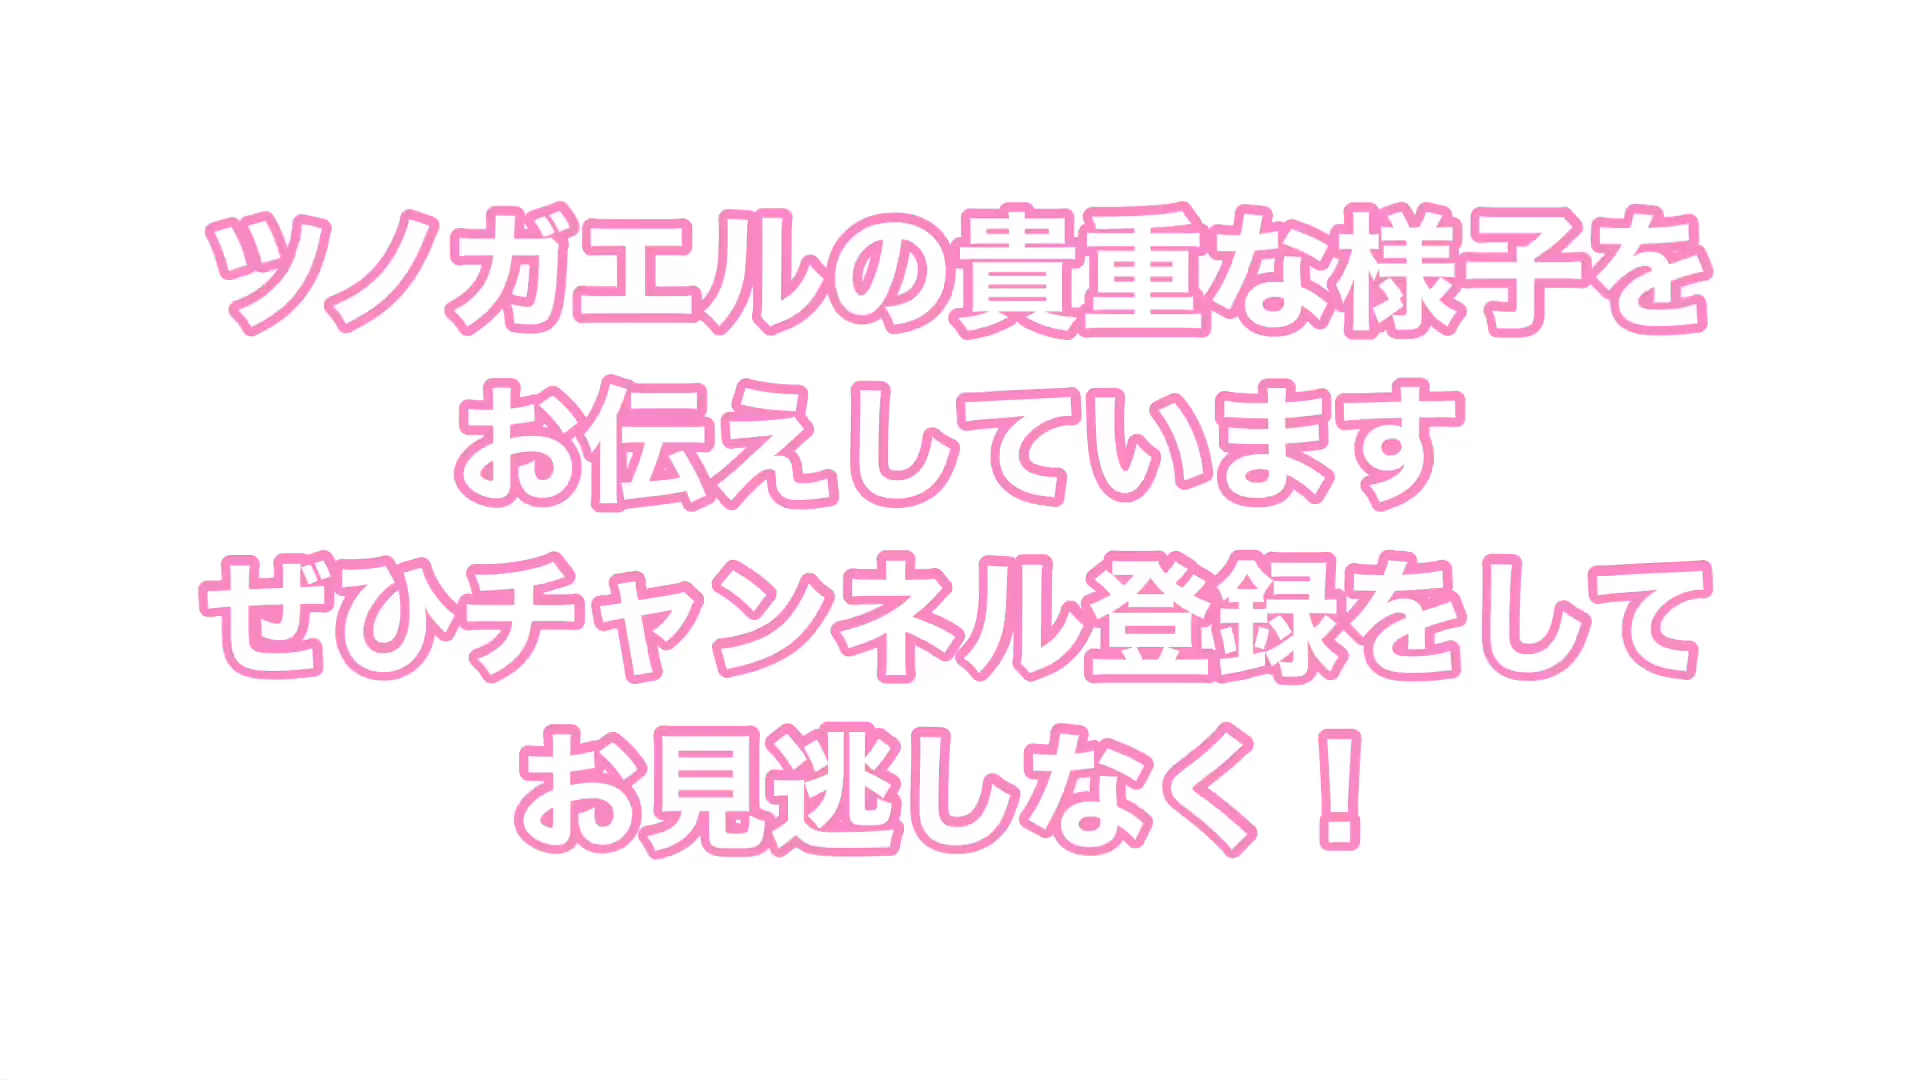 ツノガエルの貴重な様子を
お伝えしています
ぜひチャンネル登録をして
お見逃しなく！